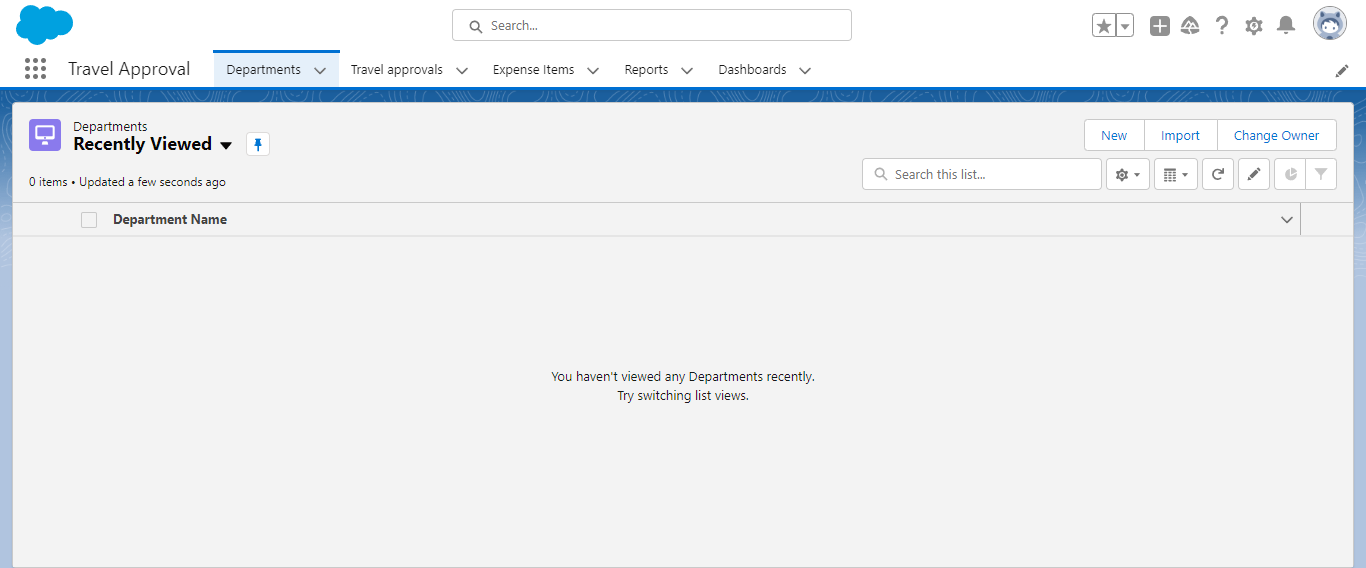 Search...
Travel Approval
Departments
Travel approvals
Expense Items
Reports
Dashboards
Departments
Recently Viewed
New
Import
Change Owner
0 items • Updated a few seconds ago
Search this list...
Department Name
You haven't viewed any Departments recently.
Try switching list views.